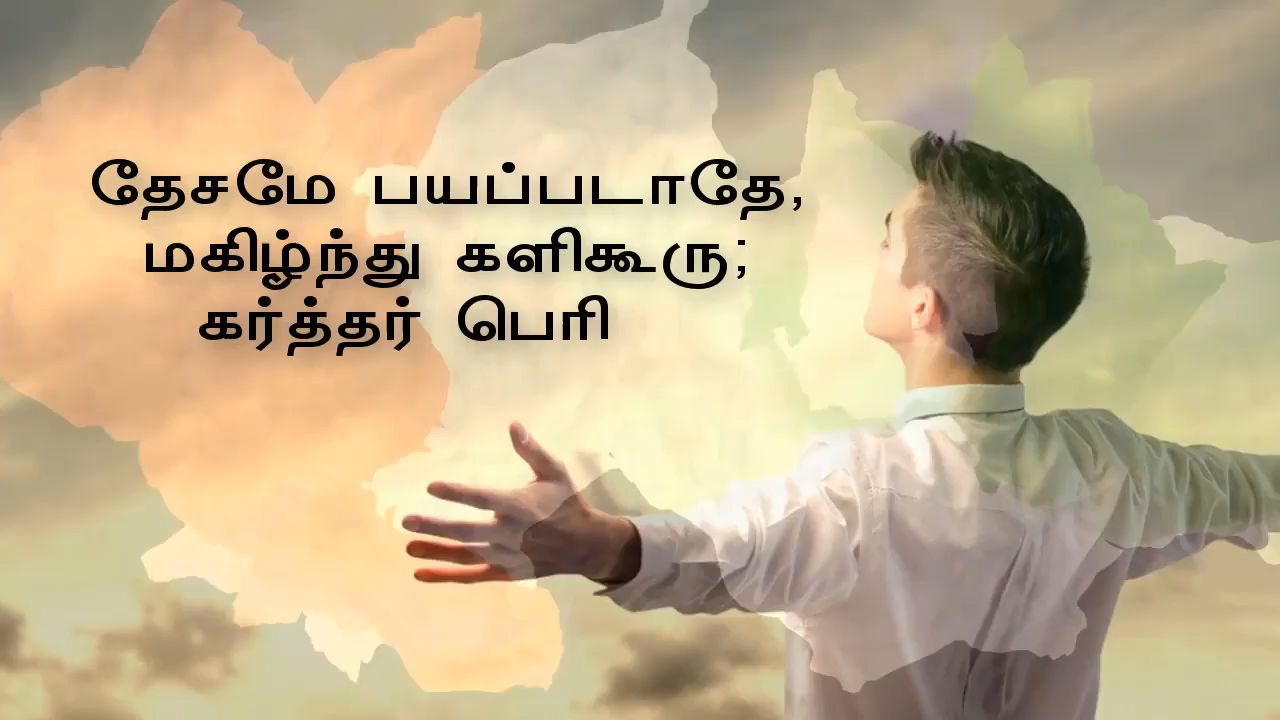 தேசமே பயப்படாதே,
மகிழ்ந்து களிகூரு;
கர்த்தர் பெரி